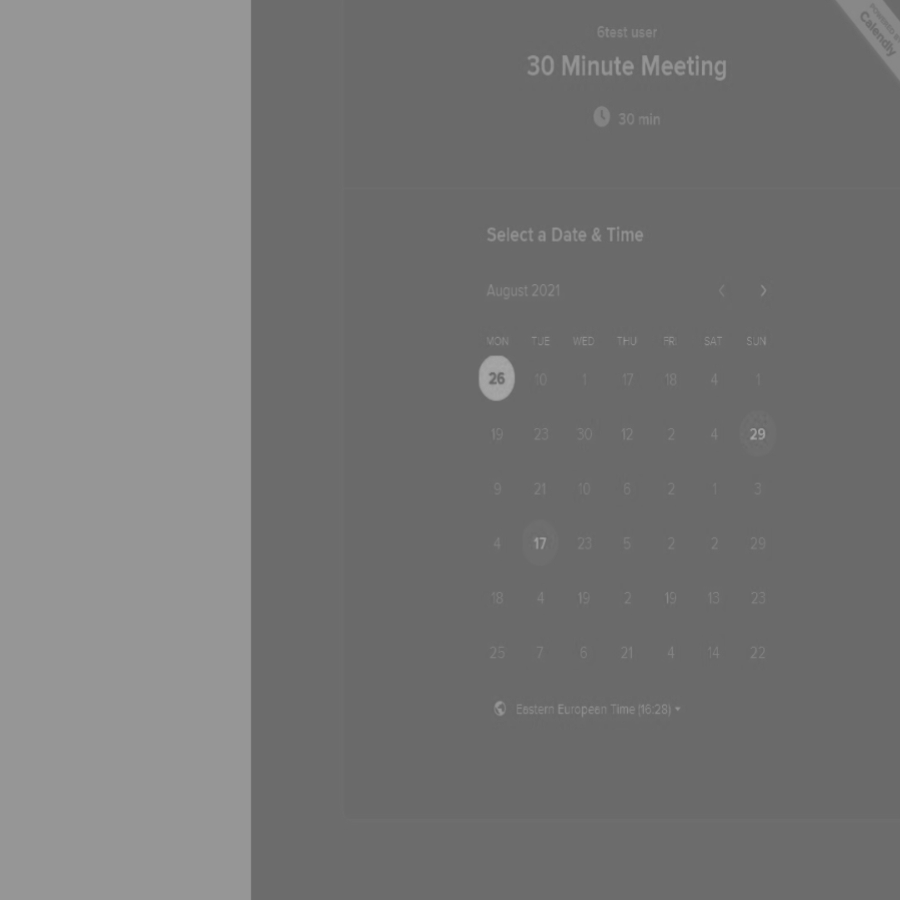 6test user
30 Minute Meeting
30 min
POWERED BY
Calendly
Select a Date & Time
August 2021
MON TUE WED THU FRI SAT SUN
26 10 1 17 18 4 1
19 23 30 12 2 4 29
9 21 10 6 2 1 3
4 17 23 5 2 2 29
18 4 19 2 19 13 23
25 7 6 21 4 14 22
Eastern European Time (16:28)